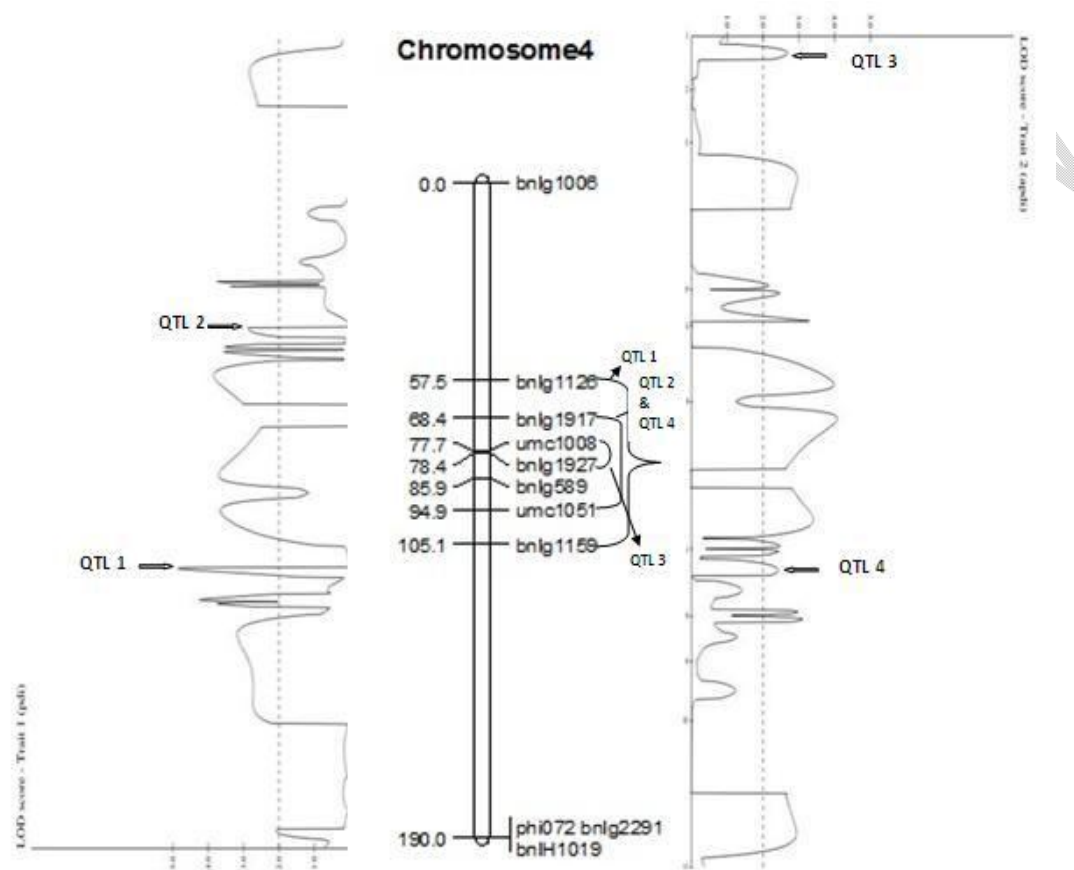 Chromosome4
QTL 3
LOD score - Trait 2 (apdi)
0.0 bnlg1006
QTL 2
57.5 bnlg1126
QTL 1
QTL 2
&
QTL 4
68.4 bnlg1917
77.7 umc1008
78.4 bnlg1927
85.9 bnlg589
94.9 umc1051
105.1 bnlg1159
QTL 3
QTL 1
QTL 4
LOD score - Trait 1 (pdi)
190.0 phi072 bnlg2291
bnlH1019